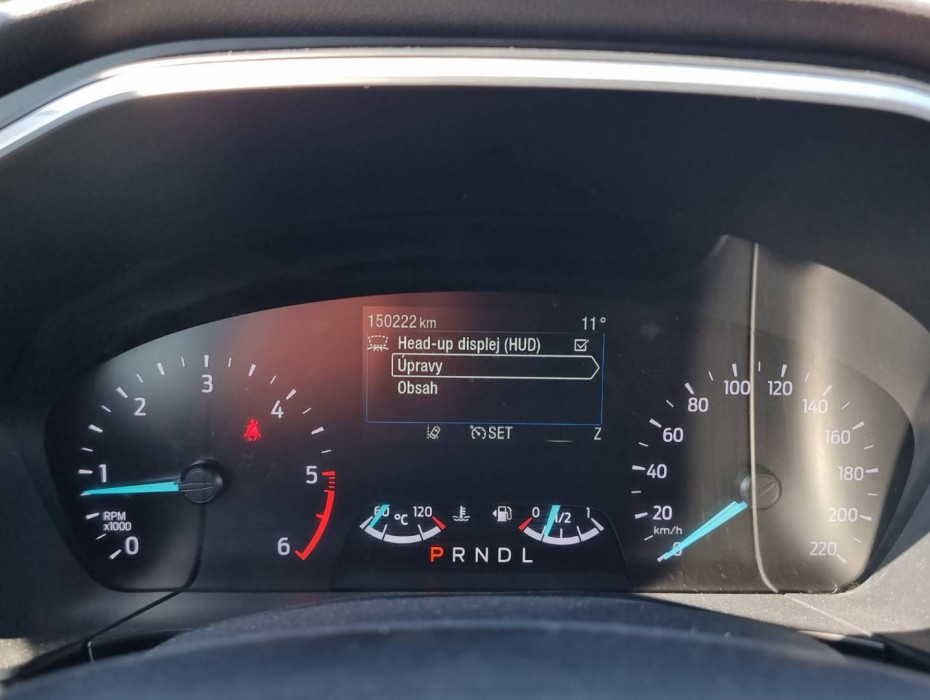 150222 km 11°
Head-up displej (HUD)
Úpravy
Obsah
SET Z
0 1 2 3 4 5 6
RPM
x1000
60 °C 120
0 1/2 1
P R N D L
0 20 40 60 80 100 120 140 160 180 200 220
km/h